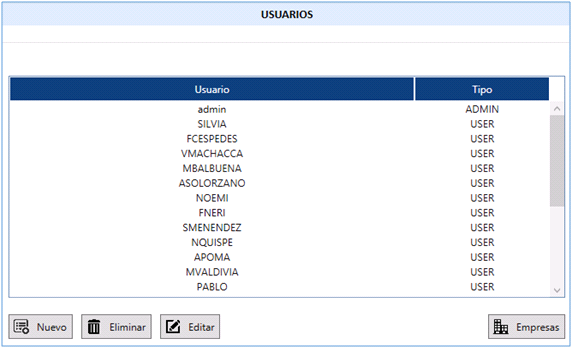 USUARIOS
Usuario Tipo
admin ADMIN
SILVIA USER
FCESPEDES USER
VMACHACCA USER
MBALBUENA USER
ASOLORZANO USER
NOEMI USER
FNERI USER
SMENENDEZ USER
NQUISPE USER
APOMA USER
MVALDIVIA USER
PABLO USER
Nuevo Eliminar Editar Empresas